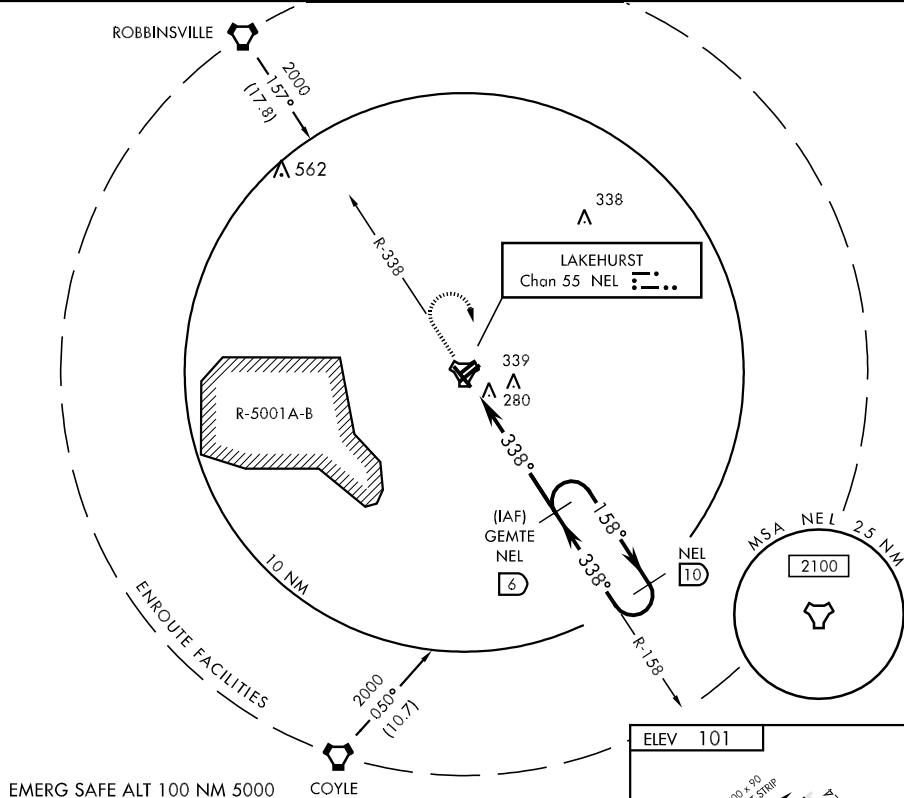 ROBBINSVILLE
2000
157°
(17.8)
562
338
R-338
LAKEHURST
Chan 55 NEL
339
280
R-5001A-B
338°
(IAF)
GEMTE
NEL
6
158°
338°
NEL
10
MSA NEL 25 NM
2100
10 NM
R-158
ENROUTE FACILITIES
2000
050°
(10.7)
ELEV 101
EMERG SAFE ALT 100 NM 5000
COYLE
STRIP